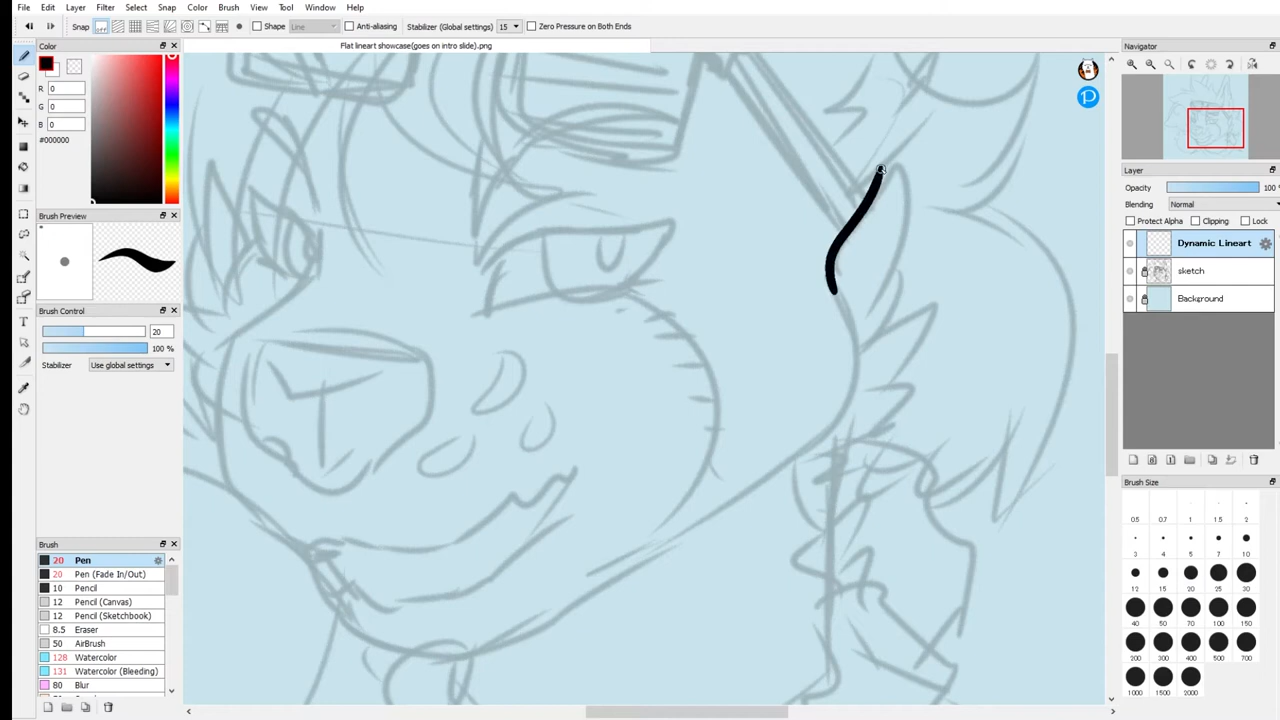 File Edit Layer Filter Select Snap Color Brush View Tool Window Help
Snap Shape Line Anti-aliasing Stabilizer (Global settings) 15 Zero Pressure on Both Ends
Color
Flat lineart showcase(goes on intro slide).png
R 0
G 0
B 0
#000000
Brush Preview
Brush Control
20
100 %
Stabilizer Use global settings
Brush
20 Pen
20 Pen (Fade In/Out)
10 Pencil
12 Pencil (Canvas)
12 Pencil (Sketchbook)
8.5 Eraser
50 AirBrush
128 Watercolor
131 Watercolor (Bleeding)
80 Blur
Navigator
Layer
Opacity 100
Blending Normal
Protect Alpha Clipping Lock
Dynamic Lineart
sketch
Background
Brush Size
0.5 0.7 1 1.5 2
3 4 5 7 10
12 15 20 25 30
40 50 70 100 150
200 300 400 500 700
1000 1500 2000